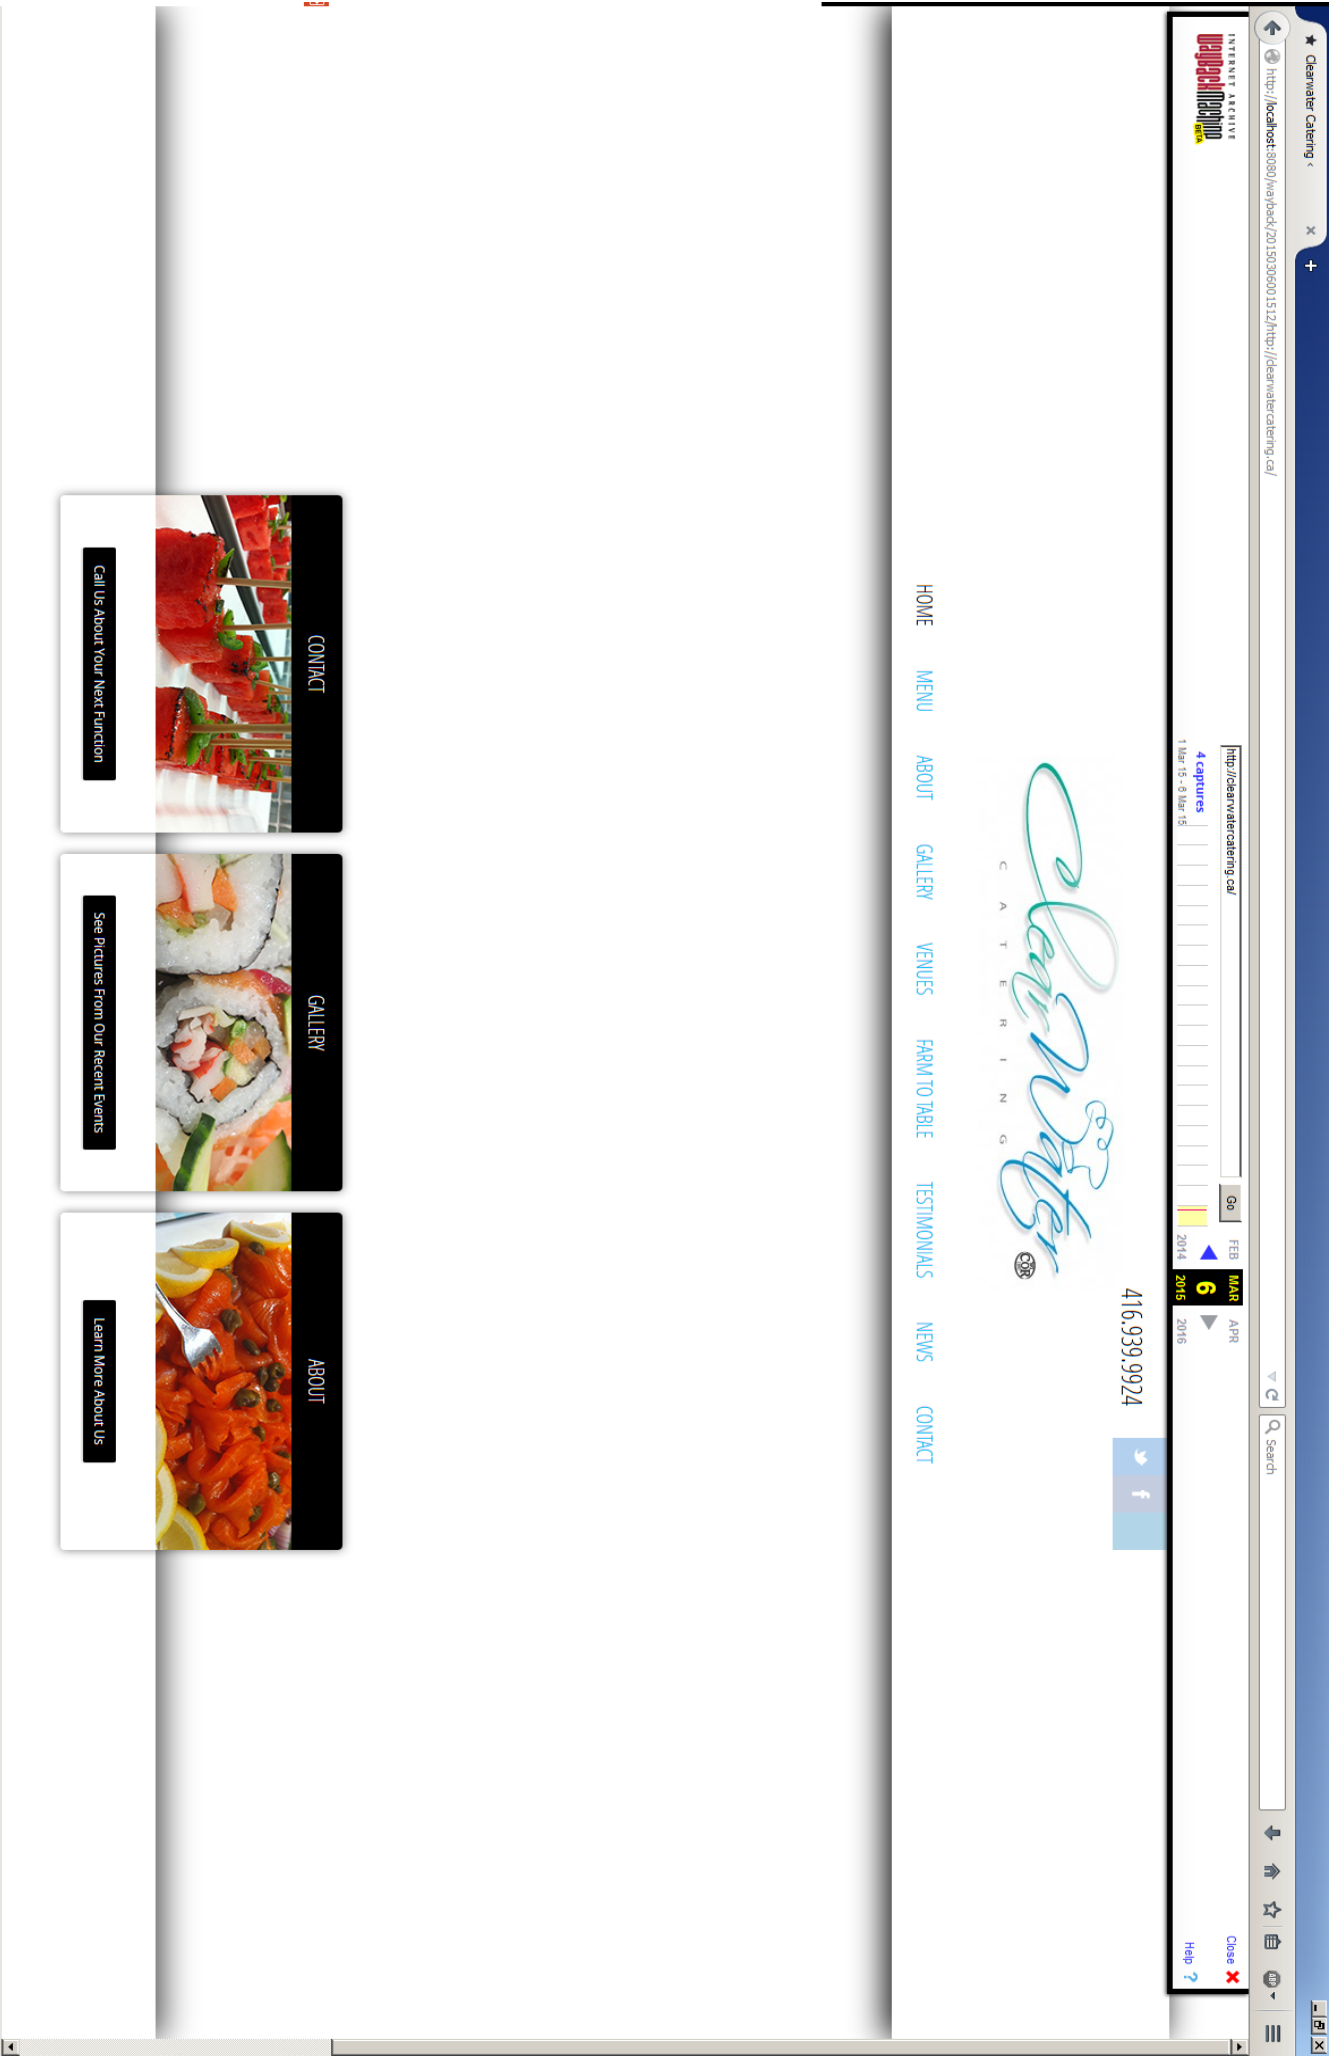 Clearwater Catering <
http://localhost:8080/wayback/20150306001512/http://clearwatercatering.ca/
Search
INTERNET ARCHIVE
WayBackMachine
BETA
http://clearwatercatering.ca/
Go
FEB
MAR
APR
Close
4 captures
6
1 Mar 15 - 6 Mar 15
2014
2015
2016
Help ?
416.939.9924
f
ClearWater
CATERING
COR
HOME MENU ABOUT GALLERY VENUES FARM TO TABLE TESTIMONIALS NEWS CONTACT
CONTACT
GALLERY
ABOUT
Call Us About Your Next Function
See Pictures From Our Recent Events
Learn More About Us